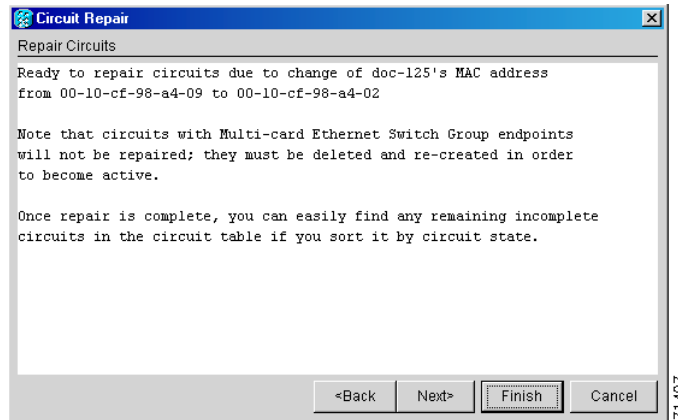 Circuit Repair
Repair Circuits
Ready to repair circuits due to change of doc-125's MAC address
from 00-10-cf-98-a4-09 to 00-10-cf-98-a4-02
Note that circuits with Multi-card Ethernet Switch Group endpoints
will not be repaired; they must be deleted and re-created in order
to become active.
Once repair is complete, you can easily find any remaining incomplete
circuits in the circuit table if you sort it by circuit state.
<Back
Next>
Finish
Cancel